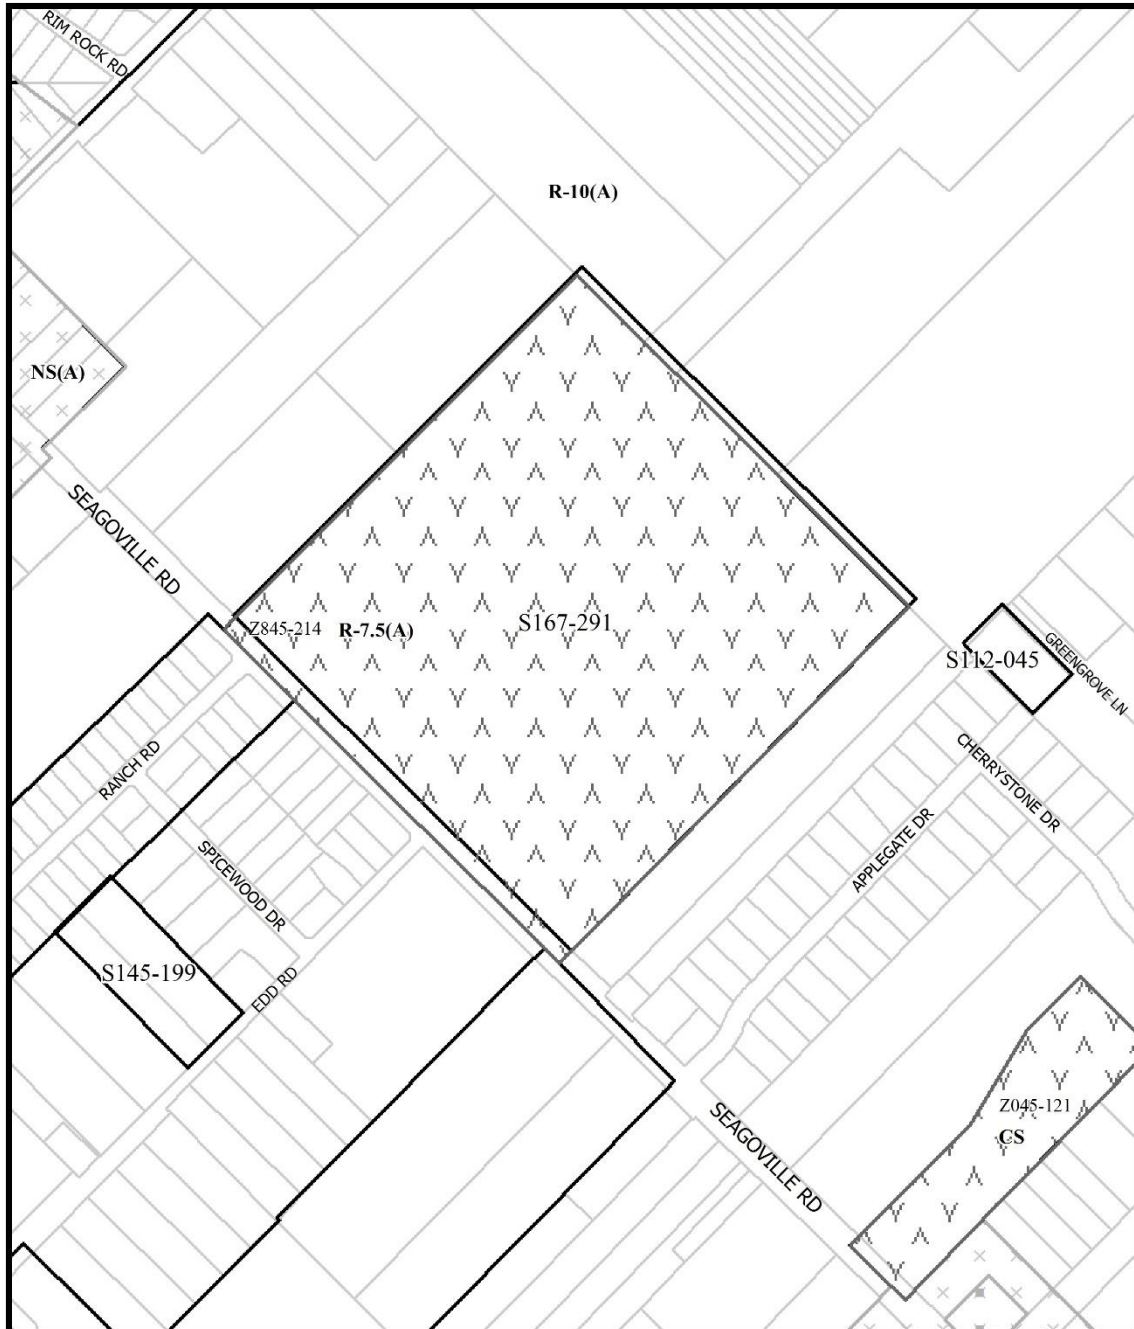 RIM ROCK RD
R-10(A)
NS(A)
SEAGOVILLE RD
Z845-214
R-7.5(A)
S167-291
S112-045
GREENGROVE LN
RANCH RD
CHERRYSTONE DR
SPICEWOOD DR
APPLEGATE DR
S145-199
EDD RD
Z045-121
CS
SEAGOVILLE RD